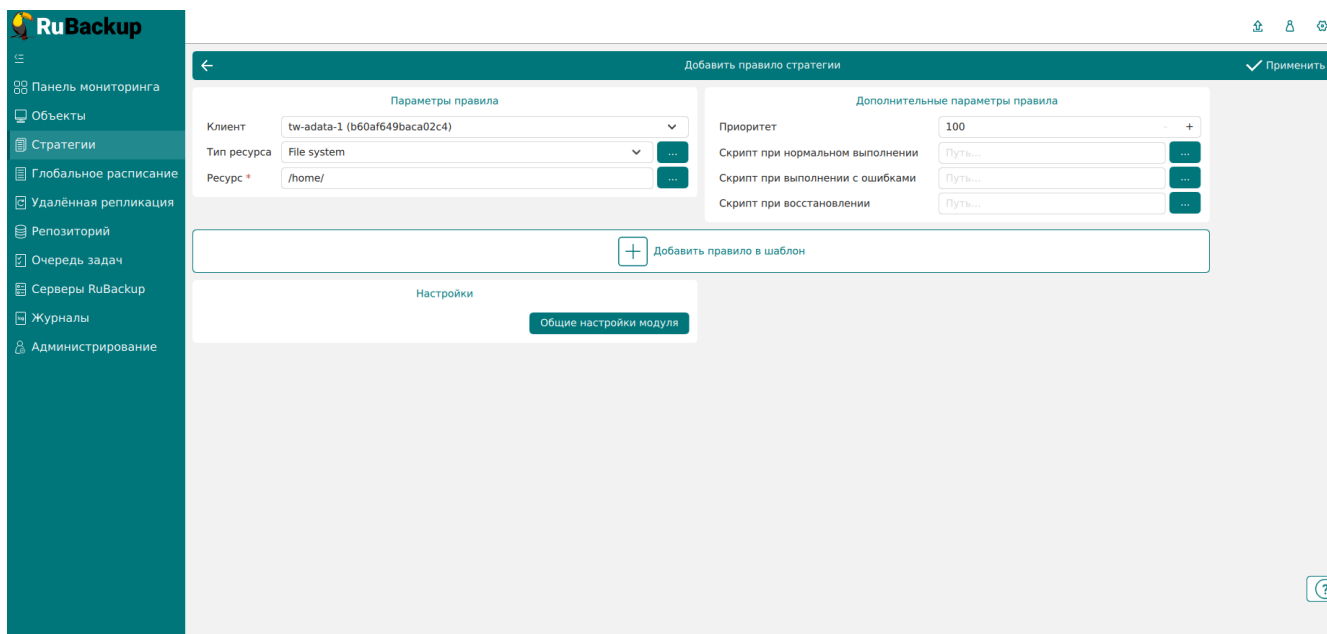 RuBackup
Добавить правило стратегии
Применить
Панель мониторинга
Объекты
Стратегии
Глобальное расписание
Удалённая репликация
Репозиторий
Очередь задач
Серверы RuBackup
Журналы
Администрирование
Параметры правила
Клиент tw-adata-1 (b60af649baca02c4)
Тип ресурса File system ...
Ресурс * /home/ ...
Дополнительные параметры правила
Приоритет 100 - +
Скрипт при нормальном выполнении Путь... ...
Скрипт при выполнении с ошибками Путь... ...
Скрипт при восстановлении Путь... ...
Добавить правило в шаблон
Настройки
Общие настройки модуля
?